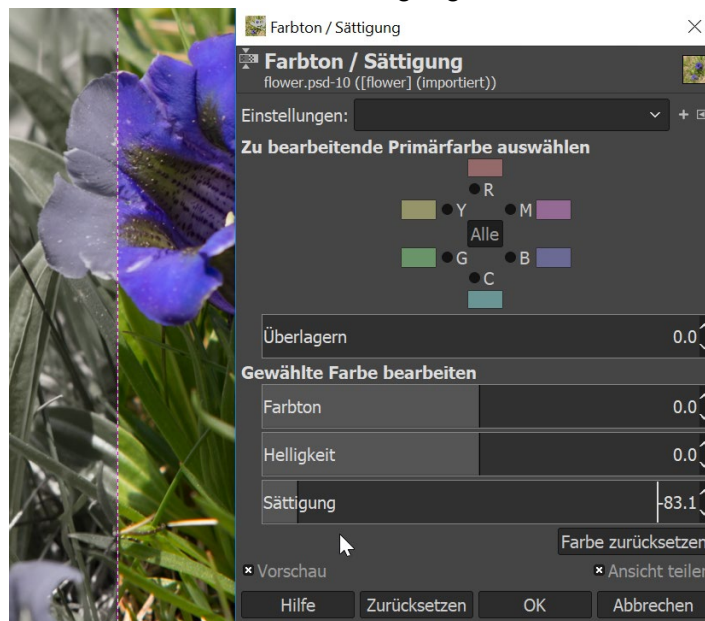 Farbton / Sättigung
Farbton / Sättigung
flower.psd-10 ([flower] (importiert))
Einstellungen:
Zu bearbeitende Primärfarbe auswählen
R
Y M
Alle
G B
C
Überlagern 0.0
Gewählte Farbe bearbeiten
Farbton 0.0
Helligkeit 0.0
Sättigung -83.1
Farbe zurücksetzen
Vorschau Ansicht teilen
Hilfe Zurücksetzen OK Abbrechen